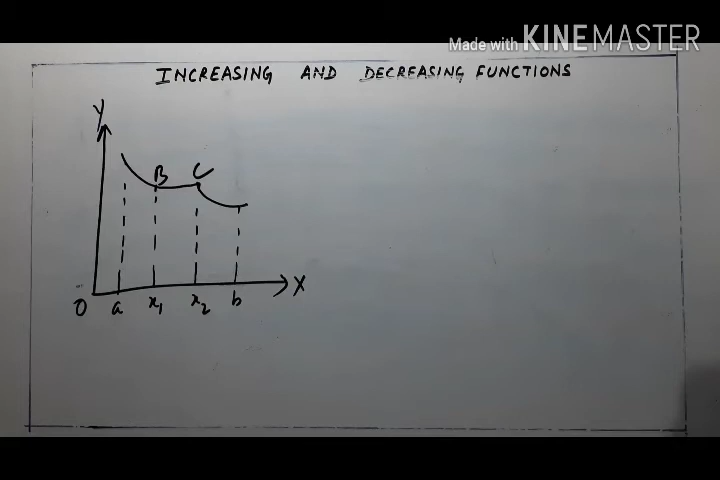 Made with KINEMASTER
INCREASING AND DECREASING FUNCTIONS
Y
B C
O a x₁ x₂ b X